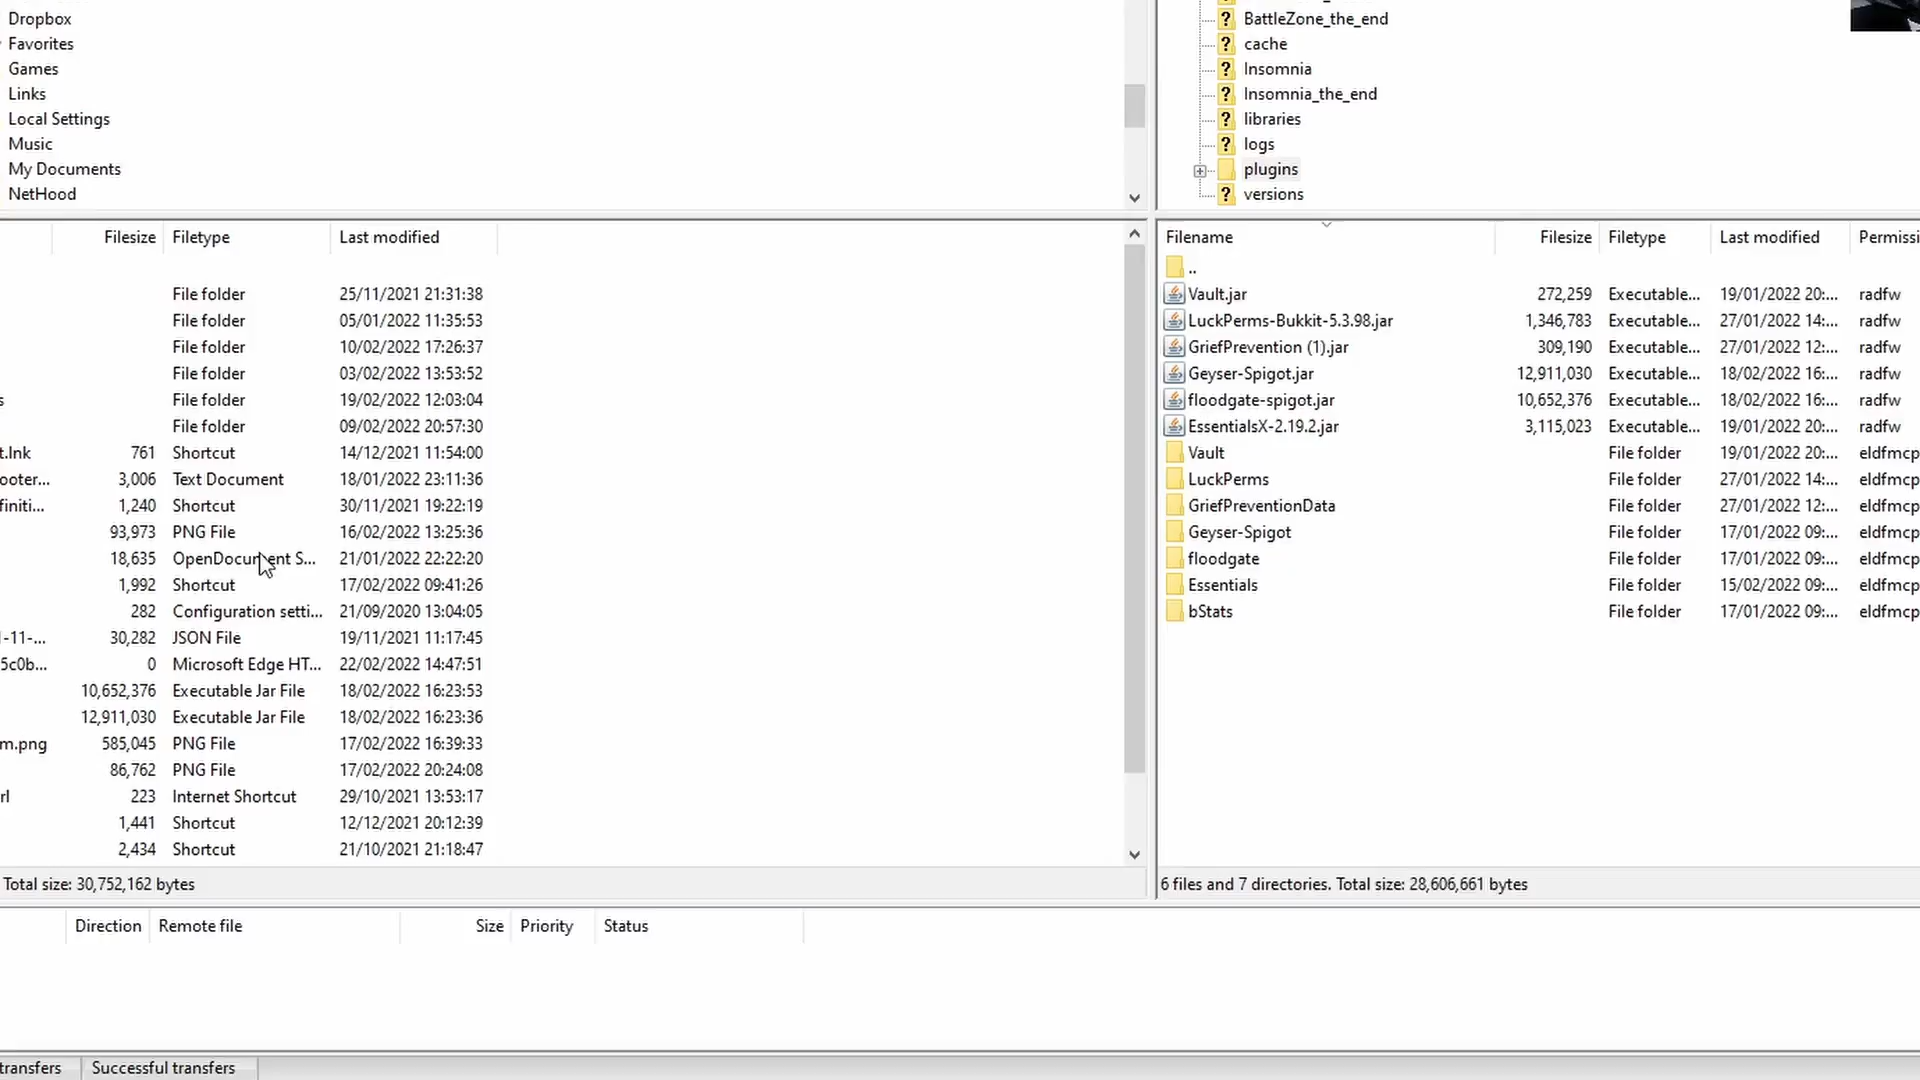 Dropbox
Favorites
Games
Links
Local Settings
Music
My Documents
NetHood
BattleZone_the_end
cache
Insomnia
Insomnia_the_end
libraries
logs
plugins
versions
Filesize Filetype Last modified
File folder 25/11/2021 21:31:38
File folder 05/01/2022 11:35:53
File folder 10/02/2022 17:26:37
File folder 03/02/2022 13:53:52
s File folder 19/02/2022 12:03:04
File folder 09/02/2022 20:57:30
t.lnk 761 Shortcut 14/12/2021 11:54:00
ooter... 3,006 Text Document 18/01/2022 23:11:36
finiti... 1,240 Shortcut 30/11/2021 19:22:19
93,973 PNG File 16/02/2022 13:25:36
18,635 OpenDocument S... 21/01/2022 22:22:20
1,992 Shortcut 17/02/2022 09:41:26
282 Configuration setti... 21/09/2020 13:04:05
l-11-... 30,282 JSON File 19/11/2021 11:17:45
5c0b... 0 Microsoft Edge HT... 22/02/2022 14:47:51
10,652,376 Executable Jar File 18/02/2022 16:23:53
12,911,030 Executable Jar File 18/02/2022 16:23:36
m.png 585,045 PNG File 17/02/2022 16:39:33
86,762 PNG File 17/02/2022 20:24:08
rl 223 Internet Shortcut 29/10/2021 13:53:17
1,441 Shortcut 12/12/2021 20:12:39
2,434 Shortcut 21/10/2021 21:18:47
Total size: 30,752,162 bytes
Filename Filesize Filetype Last modified Permissi
..
Vault.jar 272,259 Executable... 19/01/2022 20:... radfw
LuckPerms-Bukkit-5.3.98.jar 1,346,783 Executable... 27/01/2022 14:... radfw
GriefPrevention (1).jar 309,190 Executable... 27/01/2022 12:... radfw
Geyser-Spigot.jar 12,911,030 Executable... 18/02/2022 16:... radfw
floodgate-spigot.jar 10,652,376 Executable... 18/02/2022 16:... radfw
EssentialsX-2.19.2.jar 3,115,023 Executable... 19/01/2022 20:... radfw
Vault File folder 19/01/2022 20:... eldfmcp
LuckPerms File folder 27/01/2022 14:... eldfmcp
GriefPreventionData File folder 27/01/2022 12:... eldfmcp
Geyser-Spigot File folder 17/01/2022 09:... eldfmcp
floodgate File folder 17/01/2022 09:... eldfmcp
Essentials File folder 15/02/2022 09:... eldfmcp
bStats File folder 17/01/2022 09:... eldfmcp
6 files and 7 directories. Total size: 28,606,661 bytes
Direction Remote file Size Priority Status
transfers Successful transfers